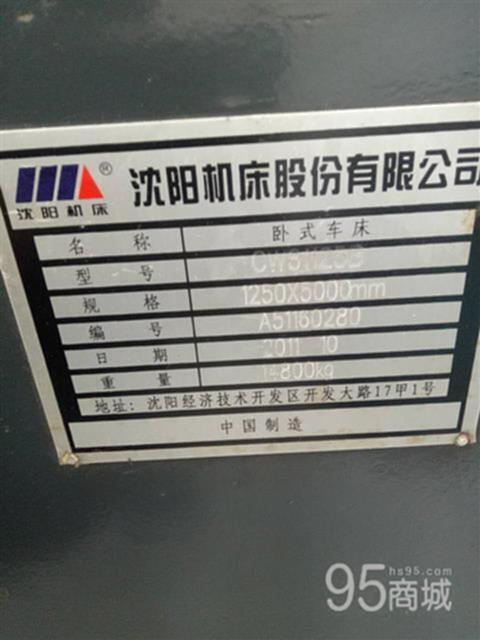 沈阳机床股份有限公司
®
沈阳机床
名称 卧式车床
型号 CW61125B
规格 1250X5000mm
编号 A51160280
日期 2011 10
重量 14800kg
地址: 沈阳经济技术开发区开发大路17甲1号
中国制造
hs95.com
95商城